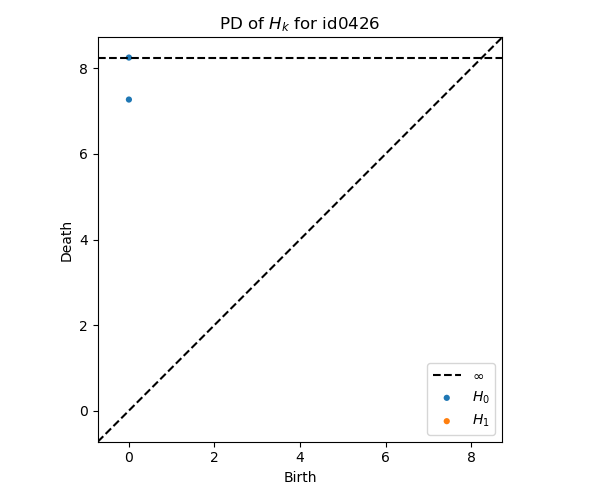 PD of $H_k$ for id0426
Death
8
6
4
2
0
0 2 4 6 8
Birth
∞
$H_0$
$H_1$